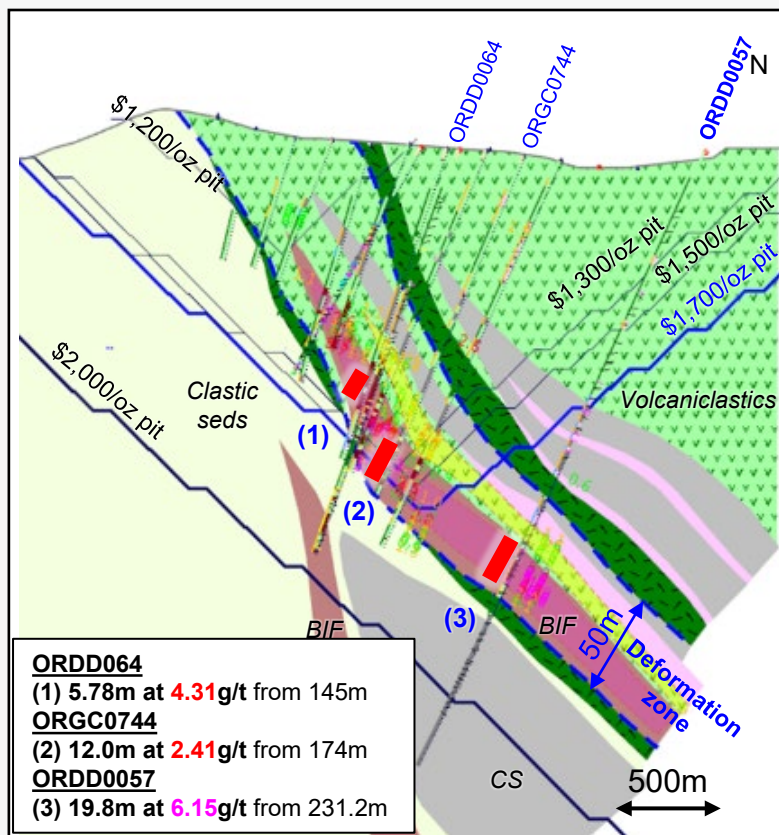 ORDD0064
ORGC0744
ORDD0057
N
$1,200/oz pit
$1,300/oz pit
$1,500/oz pit
$1,700/oz pit
$2,000/oz pit
Clastic
seds
Volcaniclastics
(1)
(2)
(3)
0.6
BIF
BIF
50m
Deformation
zone
CS
500m
ORDD064
(1) 5.78m at 4.31g/t from 145m
ORGC0744
(2) 12.0m at 2.41g/t from 174m
ORDD0057
(3) 19.8m at 6.15g/t from 231.2m